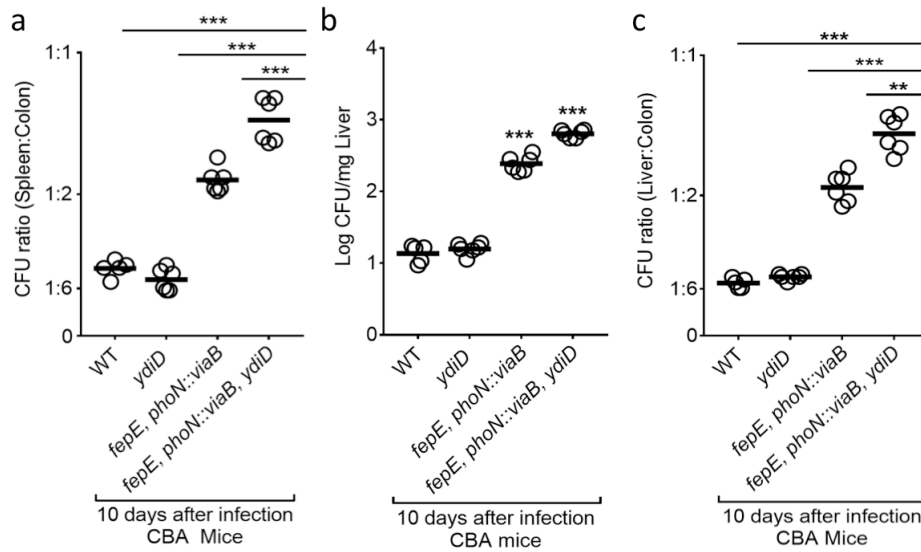 a
***
***
***
CFU ratio (Spleen:Colon)
1:1
1:2
1:6
0
WT
ydiD
fepE, phoN::viaB
fepE, phoN::viaB, ydiD
10 days after infection
CBA Mice
b
Log CFU/mg Liver
4
3
2
1
0
***
***
WT
ydiD
fepE, phoN::viaB
fepE, phoN::viaB, ydiD
10 days after infection
CBA mice
c
***
***
**
CFU ratio (Liver:Colon)
1:1
1:2
1:6
0
WT
ydiD
fepE, phoN::viaB
fepE, phoN::viaB, ydiD
10 days after infection
CBA Mice